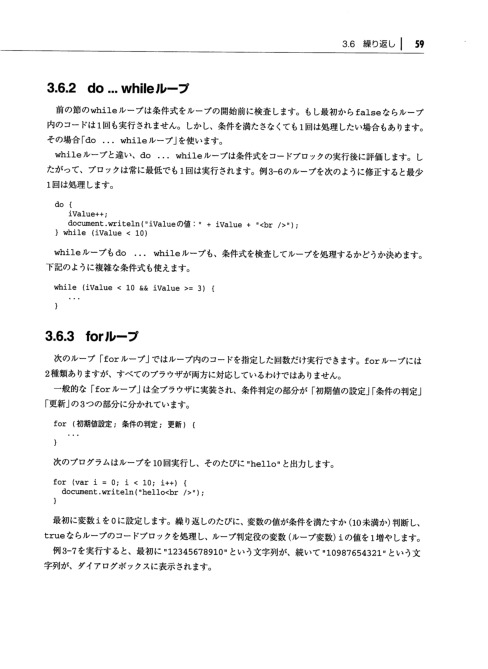 3.6 繰り返し 59
3.6.2 do ... whileループ
前の節のwhileループは条件式をループの開始前に検査します。もし最初からfalseならループ
内のコードは1回も実行されません。しかし、条件を満たさなくても1回は処理したい場合もあります。
その場合「do ... whileループ」を使います。
whileループと違い、do ... whileループは条件式をコードブロックの実行後に評価します。し
たがって、ブロックは常に最低でも1回は実行されます。例3-6のループを次のように修正すると最少
1回は処理します。
do {
iValue++;
document.writeln("iValueの値：" + iValue + "<br />");
} while (iValue < 10)
whileループもdo ... whileループも、条件式を検査してループを処理するかどうか決めます。
下記のように複雑な条件式も使えます。
while (iValue < 10 && iValue >= 3) {
...
}
3.6.3 forループ
次のループ「forループ」ではループ内のコードを指定した回数だけ実行できます。forループには
2種類ありますが、すべてのブラウザが両方に対応しているわけではありません。
一般的な「forループ」は全ブラウザに実装され、条件判定の部分が「初期値の設定」「条件の判定」
「更新」の3つの部分に分かれています。
for (初期値設定; 条件の判定; 更新) {
...
}
次のプログラムはループを10回実行し、そのたびに"hello"と出力します。
for (var i = 0; i < 10; i++) {
document.writeln("hello<br />");
}
最初に変数iを0に設定します。繰り返しのたびに、変数の値が条件を満たすか(10未満か)判断し、
trueならループのコードブロックを処理し、ループ判定役の変数(ループ変数)iの値を1増やします。
例3-7を実行すると、最初に"12345678910"という文字列が、続いて"10987654321"という文
字列が、ダイアログボックスに表示されます。